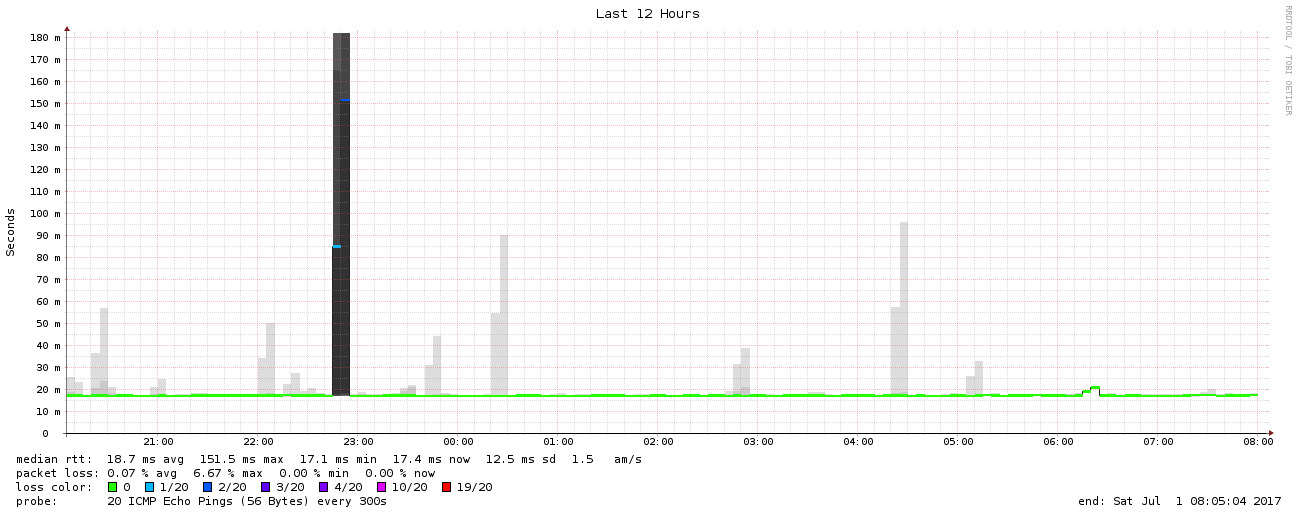 Last 12 Hours
RRDTOOL / TOBI OETIKER
Seconds
180 m
170 m
160 m
150 m
140 m
130 m
120 m
110 m
100 m
90 m
80 m
70 m
60 m
50 m
40 m
30 m
20 m
10 m
0
21:00 22:00 23:00 00:00 01:00 02:00 03:00 04:00 05:00 06:00 07:00 08:00
median rtt: 18.7 ms avg 151.5 ms max 17.1 ms min 17.4 ms now 12.5 ms sd 1.5 am/s
packet loss: 0.07 % avg 6.67 % max 0.00 % min 0.00 % now
loss color: 0 1/20 2/20 3/20 4/20 10/20 19/20
probe: 20 ICMP Echo Pings (56 Bytes) every 300s end: Sat Jul 1 08:05:04 2017